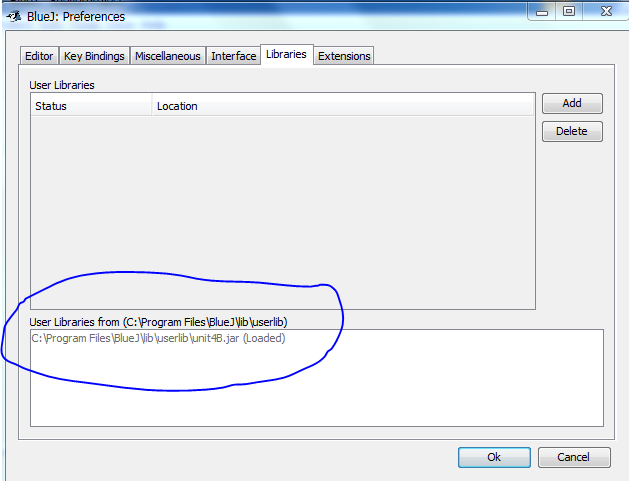 BlueJ: Preferences
Editor Key Bindings Miscellaneous Interface Libraries Extensions
User Libraries
Status Location
Add
Delete
User Libraries from (C:\Program Files\BlueJ\lib\userlib)
C:\Program Files\BlueJ\lib\userlib\unit4B.jar (Loaded)
Ok Cancel